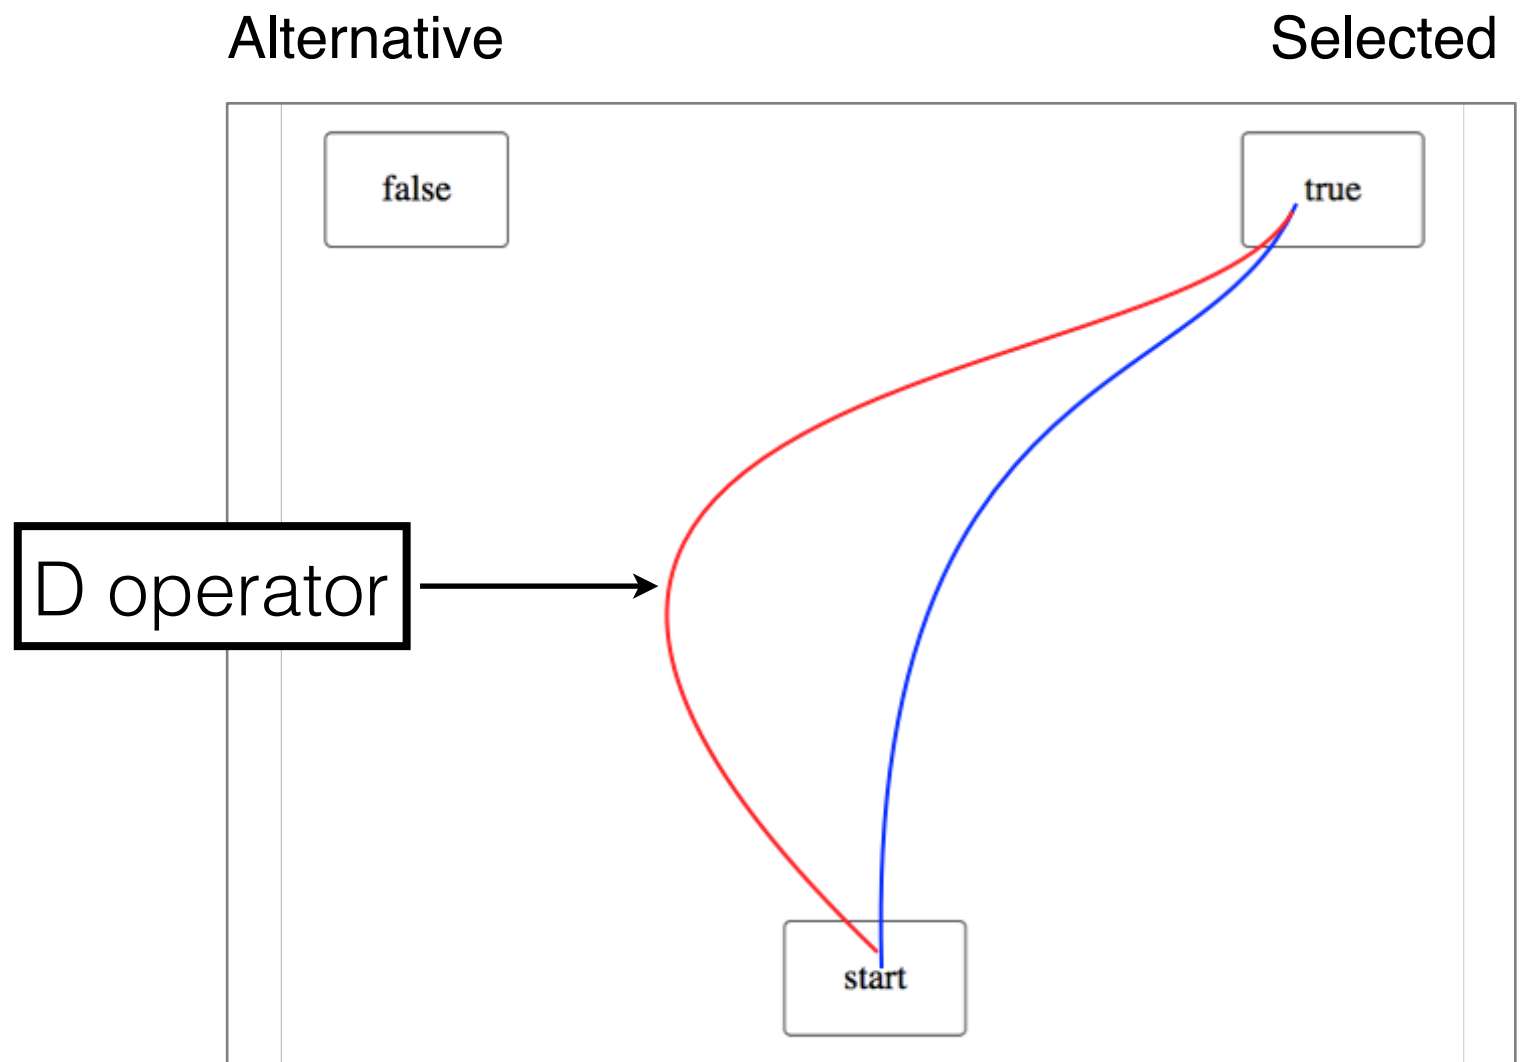 Alternative
Selected
false
true
D operator
start